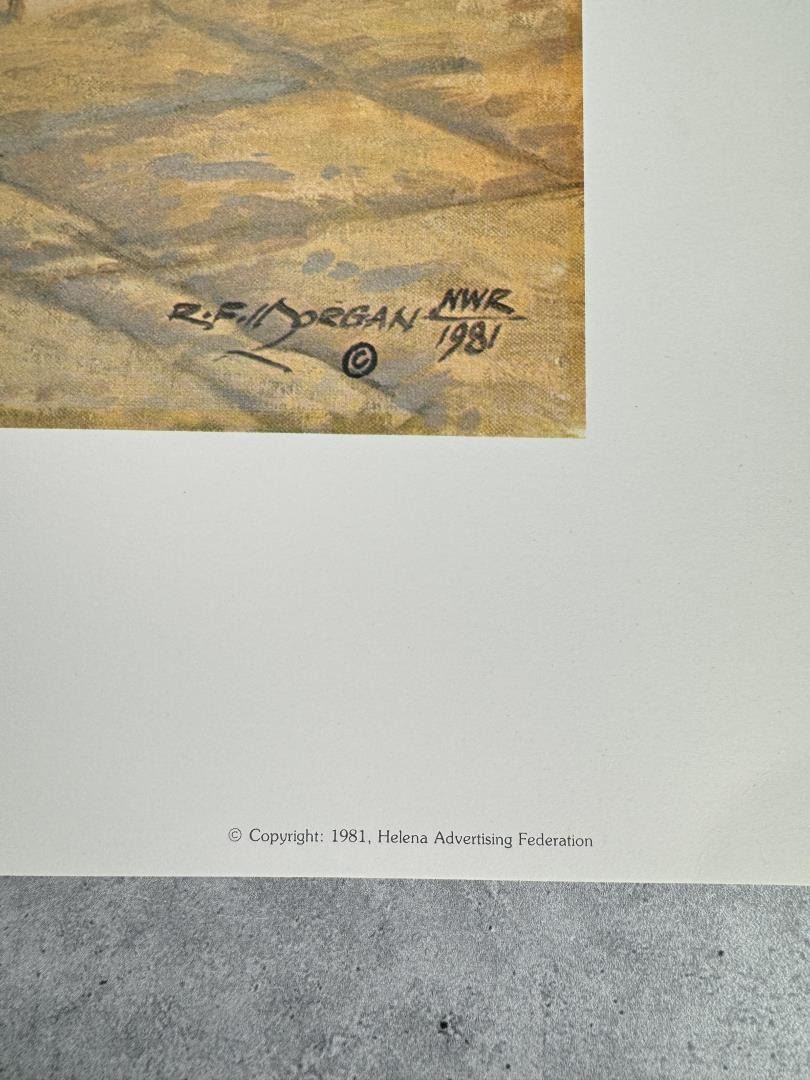 R.F. Morgan NWR
1981
©
© Copyright: 1981, Helena Advertising Federation